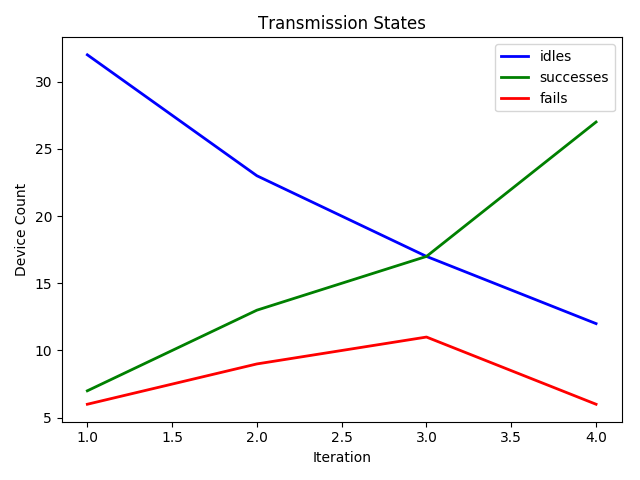 Transmission States
idles
successes
fails
Device Count
30
25
20
15
10
5
1.0 1.5 2.0 2.5 3.0 3.5 4.0
Iteration